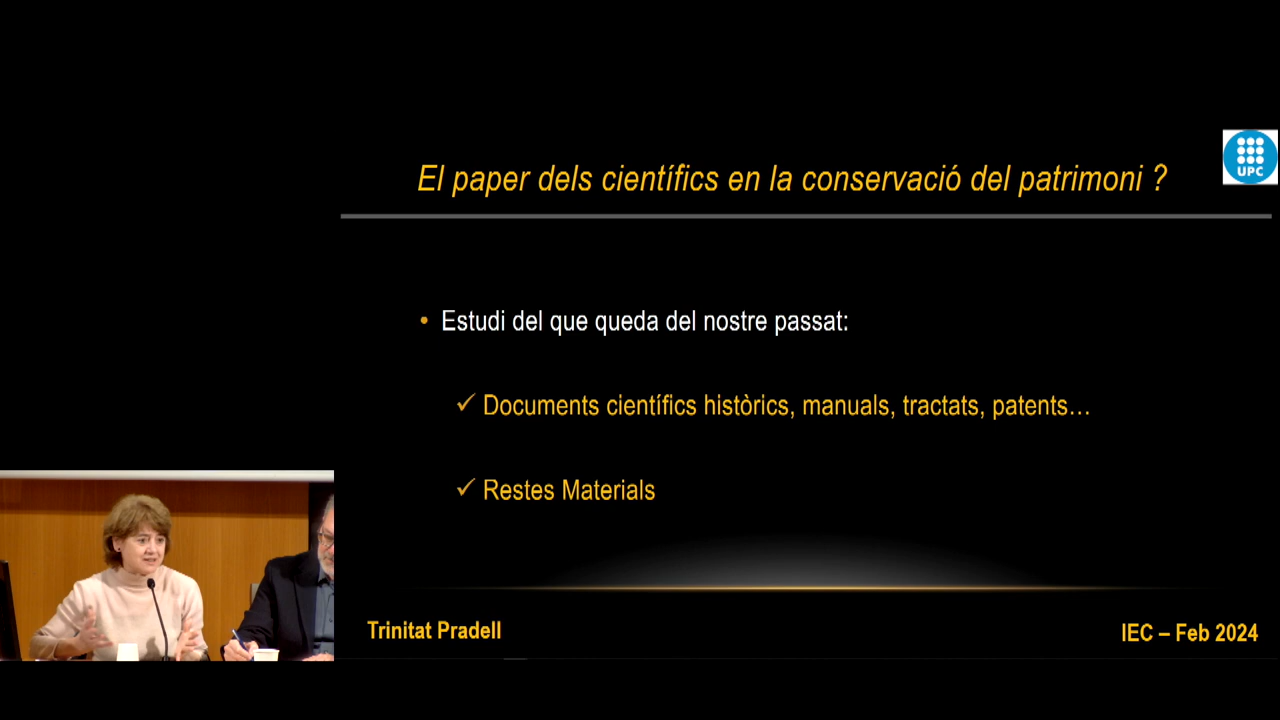 El paper dels científics en la conservació del patrimoni ?
UPC
• Estudi del que queda del nostre passat:
✓ Documents científics històrics, manuals, tractats, patents…
✓ Restes Materials
Trinitat Pradell
IEC – Feb 2024